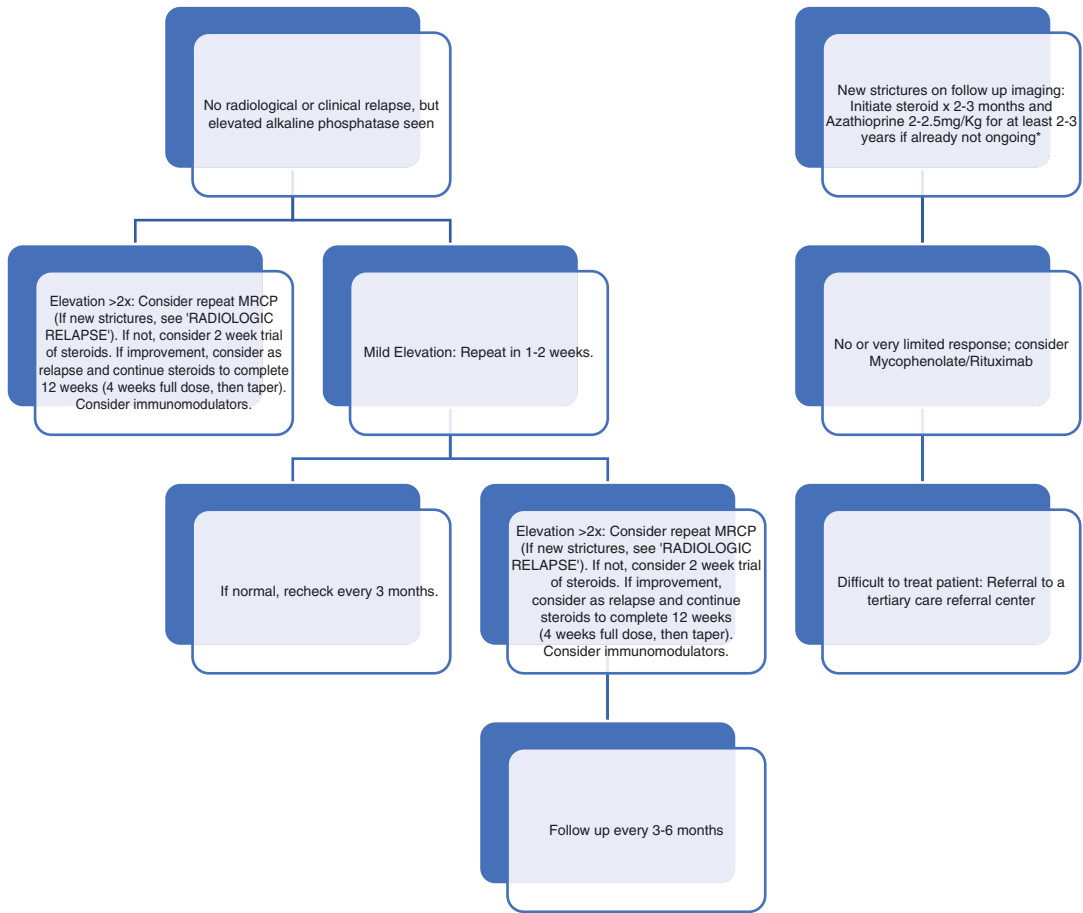 No radiological or clinical relapse, but
elevated alkaline phosphatase seen
New strictures on follow up imaging:
Initiate steroid x 2-3 months and
Azathioprine 2-2.5mg/Kg for at least 2-3
years if already not ongoing*
Elevation >2x: Consider repeat MRCP
(If new strictures, see 'RADIOLOGIC
RELAPSE'). If not, consider 2 week trial
of steroids. If improvement, consider as
relapse and continue steroids to complete
12 weeks (4 weeks full dose, then taper).
Consider immunomodulators.
Mild Elevation: Repeat in 1-2 weeks.
No or very limited response; consider
Mycophenolate/Rituximab
If normal, recheck every 3 months.
Elevation >2x: Consider repeat MRCP
(If new strictures, see 'RADIOLOGIC
RELAPSE'). If not, consider 2 week trial
of steroids. If improvement,
consider as relapse and continue
steroids to complete 12 weeks
(4 weeks full dose, then taper).
Consider immunomodulators.
Difficult to treat patient: Referral to a
tertiary care referral center
Follow up every 3-6 months